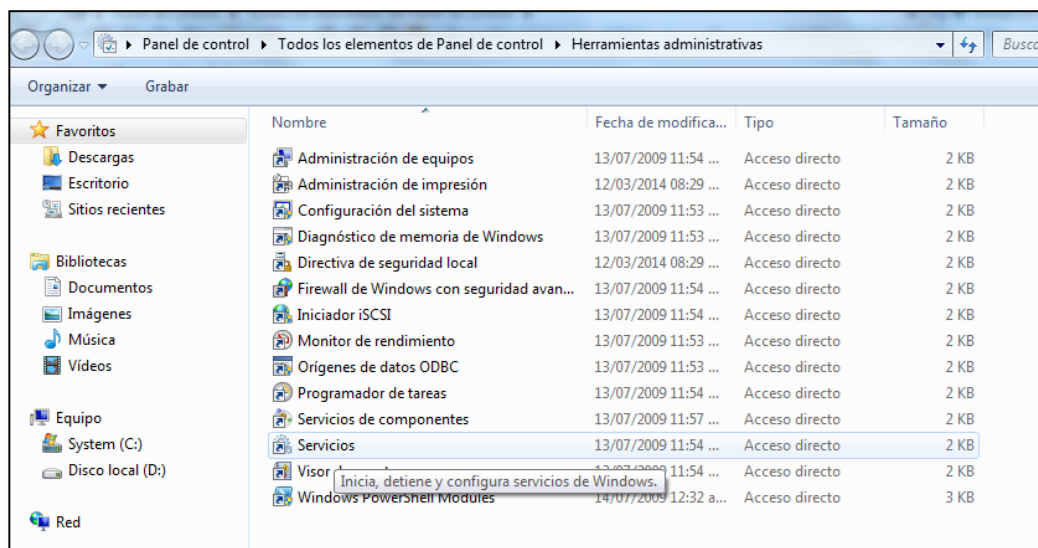 Panel de control ▸ Todos los elementos de Panel de control ▸ Herramientas administrativas
Organizar Grabar
Favoritos
Descargas
Escritorio
Sitios recientes
Bibliotecas
Documentos
Imágenes
Música
Vídeos
Equipo
System (C:)
Disco local (D:)
Red
Nombre Fecha de modifica... Tipo Tamaño
Administración de equipos 13/07/2009 11:54 ... Acceso directo 2 KB
Administración de impresión 12/03/2014 08:29 ... Acceso directo 2 KB
Configuración del sistema 13/07/2009 11:53 ... Acceso directo 2 KB
Diagnóstico de memoria de Windows 13/07/2009 11:53 ... Acceso directo 2 KB
Directiva de seguridad local 12/03/2014 08:29 ... Acceso directo 2 KB
Firewall de Windows con seguridad avan... 13/07/2009 11:54 ... Acceso directo 2 KB
Iniciador iSCSI 13/07/2009 11:54 ... Acceso directo 2 KB
Monitor de rendimiento 13/07/2009 11:53 ... Acceso directo 2 KB
Orígenes de datos ODBC 13/07/2009 11:53 ... Acceso directo 2 KB
Programador de tareas 13/07/2009 11:54 ... Acceso directo 2 KB
Servicios de componentes 13/07/2009 11:57 ... Acceso directo 2 KB
Servicios 13/07/2009 11:54 ... Acceso directo 2 KB
Visor 13/07/2009 11:54 ... Acceso directo 2 KB
Inicia, detiene y configura servicios de Windows.
Windows PowerShell Modules 14/07/2009 12:32 a... Acceso directo 3 KB